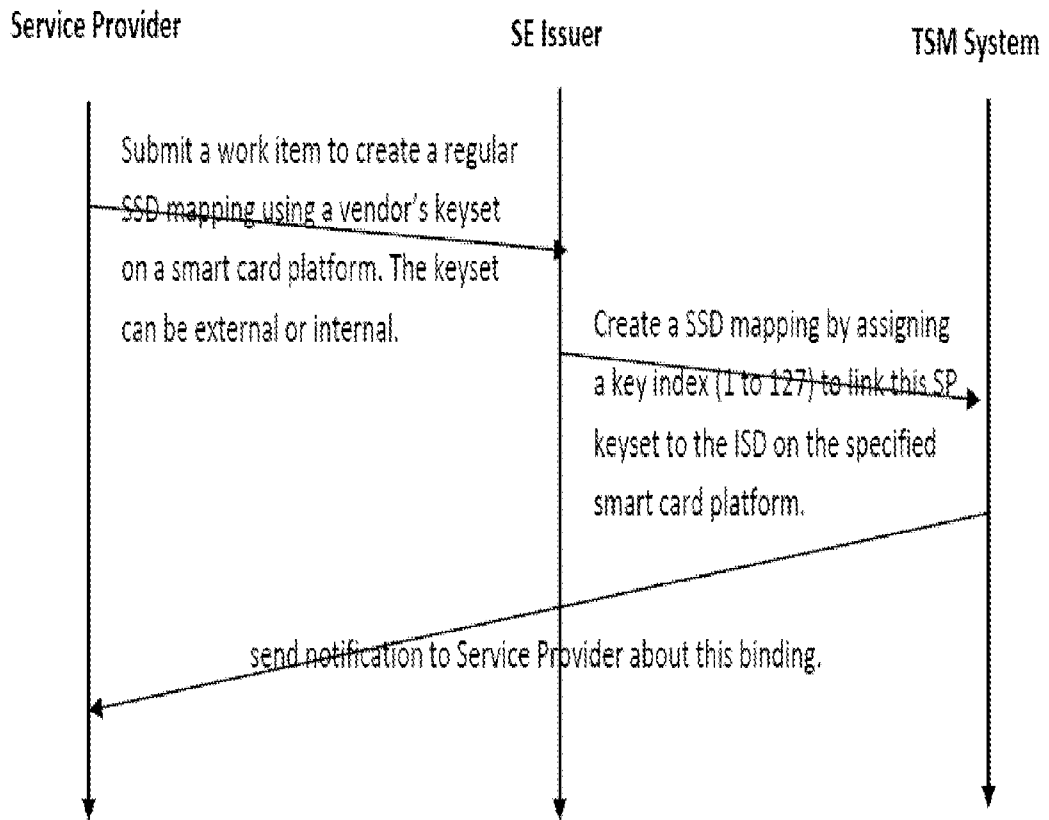 Service Provider
SE Issuer
TSM System
Submit a work item to create a regular
SSD mapping using a vendor's keyset
on a smart card platform. The keyset
can be external or internal.
Create a SSD mapping by assigning
a key index (1 to 127) to link this SP
keyset to the ISD on the specified
smart card platform.
send notification to Service Provider about this binding.